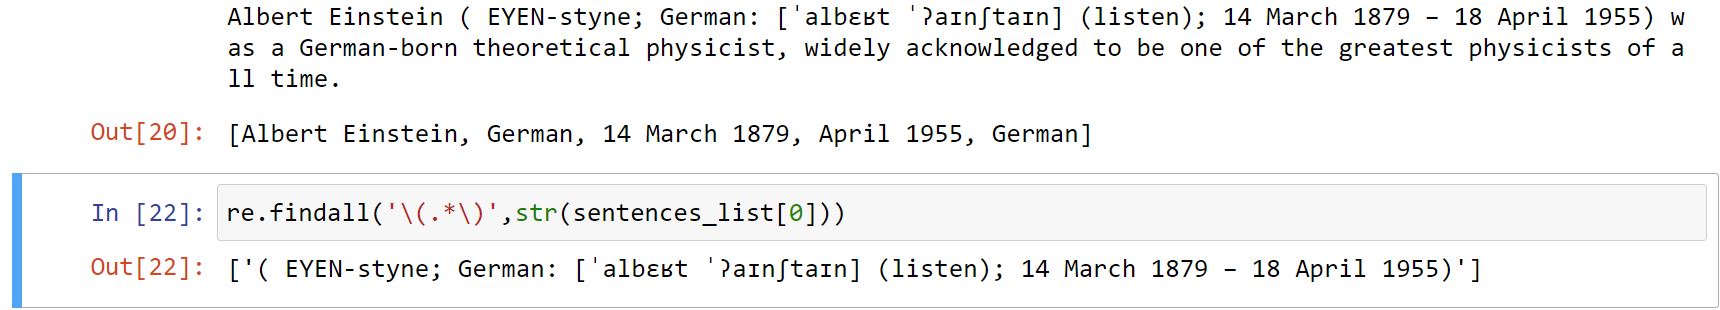 Albert Einstein ( EYEN-styne; German: [ˈalbɛʁt ˈʔaɪnʃtaɪn] (listen); 14 March 1879 – 18 April 1955) w
as a German-born theoretical physicist, widely acknowledged to be one of the greatest physicists of a
ll time.
Out[20]: [Albert Einstein, German, 14 March 1879, April 1955, German]
In [22]: re.findall('\(.*\)',str(sentences_list[0]))
Out[22]: ['( EYEN-styne; German: [ˈalbɛʁt ˈʔaɪnʃtaɪn] (listen); 14 March 1879 – 18 April 1955)']